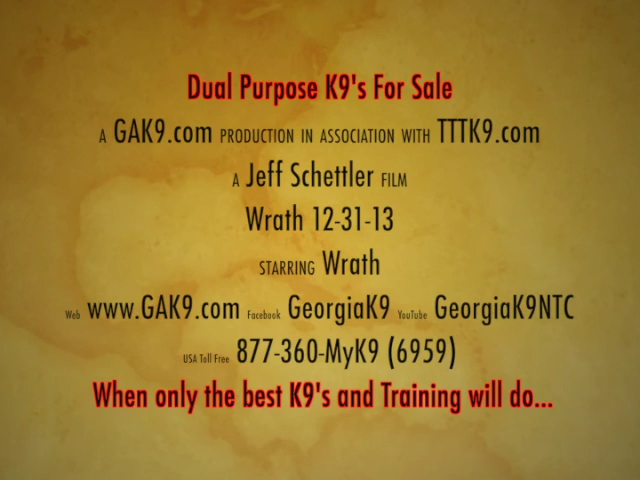 Dual Purpose K9's For Sale
A GAK9.com PRODUCTION IN ASSOCIATION WITH TTTK9.com
A Jeff Schettler FILM
Wrath 12-31-13
STARRING Wrath
Web www.GAK9.com Facebook GeorgiaK9 YouTube GeorgiaK9NTC
USA Toll Free 877-360-MyK9 (6959)
When only the best K9's and Training will do...